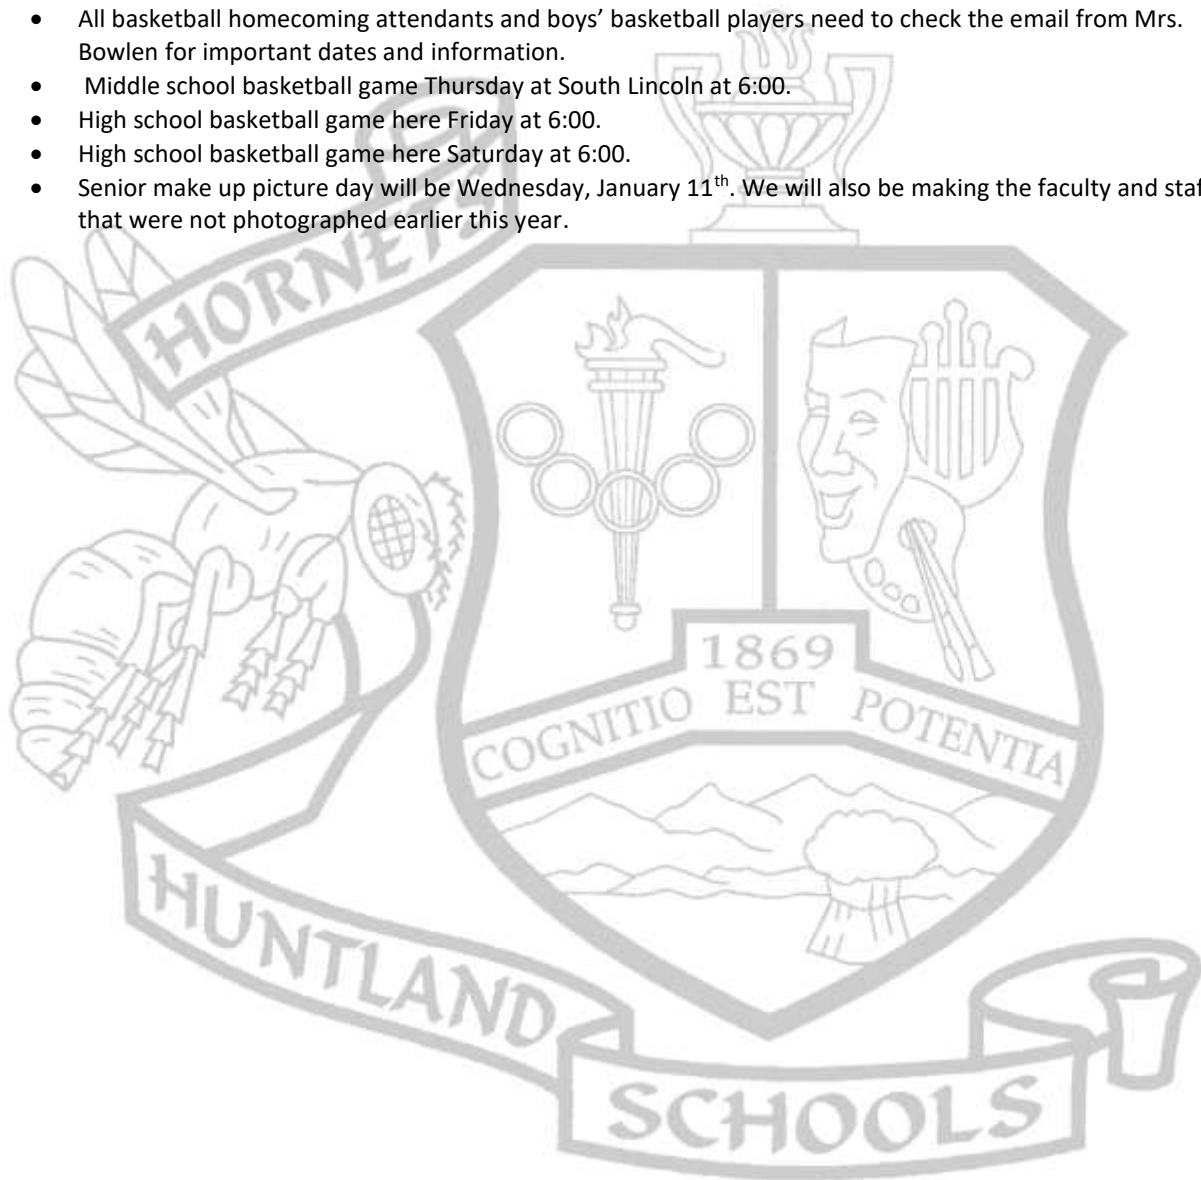 • All basketball homecoming attendants and boys’ basketball players need to check the email from Mrs.
Bowlen for important dates and information.
• Middle school basketball game Thursday at South Lincoln at 6:00.
• High school basketball game here Friday at 6:00.
• High school basketball game here Saturday at 6:00.
• Senior make up picture day will be Wednesday, January 11th. We will also be making the faculty and
that were not photographed earlier this year.
HORNETS
1869
COGNITIO EST POTENTIA
HUNTLAND
SCHOOLS